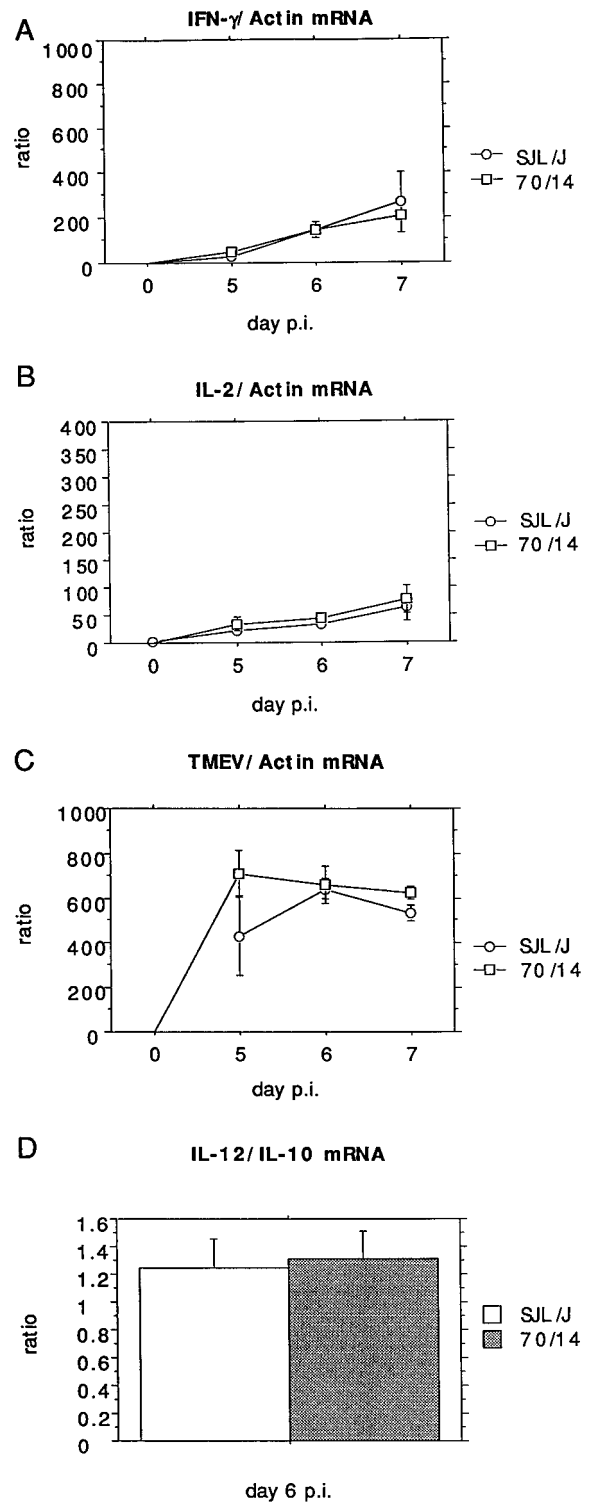 A
IFN-γ/ Actin mRNA
1000
800
600
400
200
0
ratio
0 5 6 7
day p.i.
SJL/J
70/14
B
IL-2/ Actin mRNA
400
350
300
250
200
150
100
50
0
ratio
0 5 6 7
day p.i.
SJL/J
70/14
C
TMEV/ Actin mRNA
1000
800
600
400
200
0
ratio
0 5 6 7
day p.i.
SJL/J
70/14
D
IL-12/ IL-10 mRNA
1.6
1.4
1.2
1
0.8
0.6
0.4
0.2
0
ratio
day 6 p.i.
SJL/J
70/14